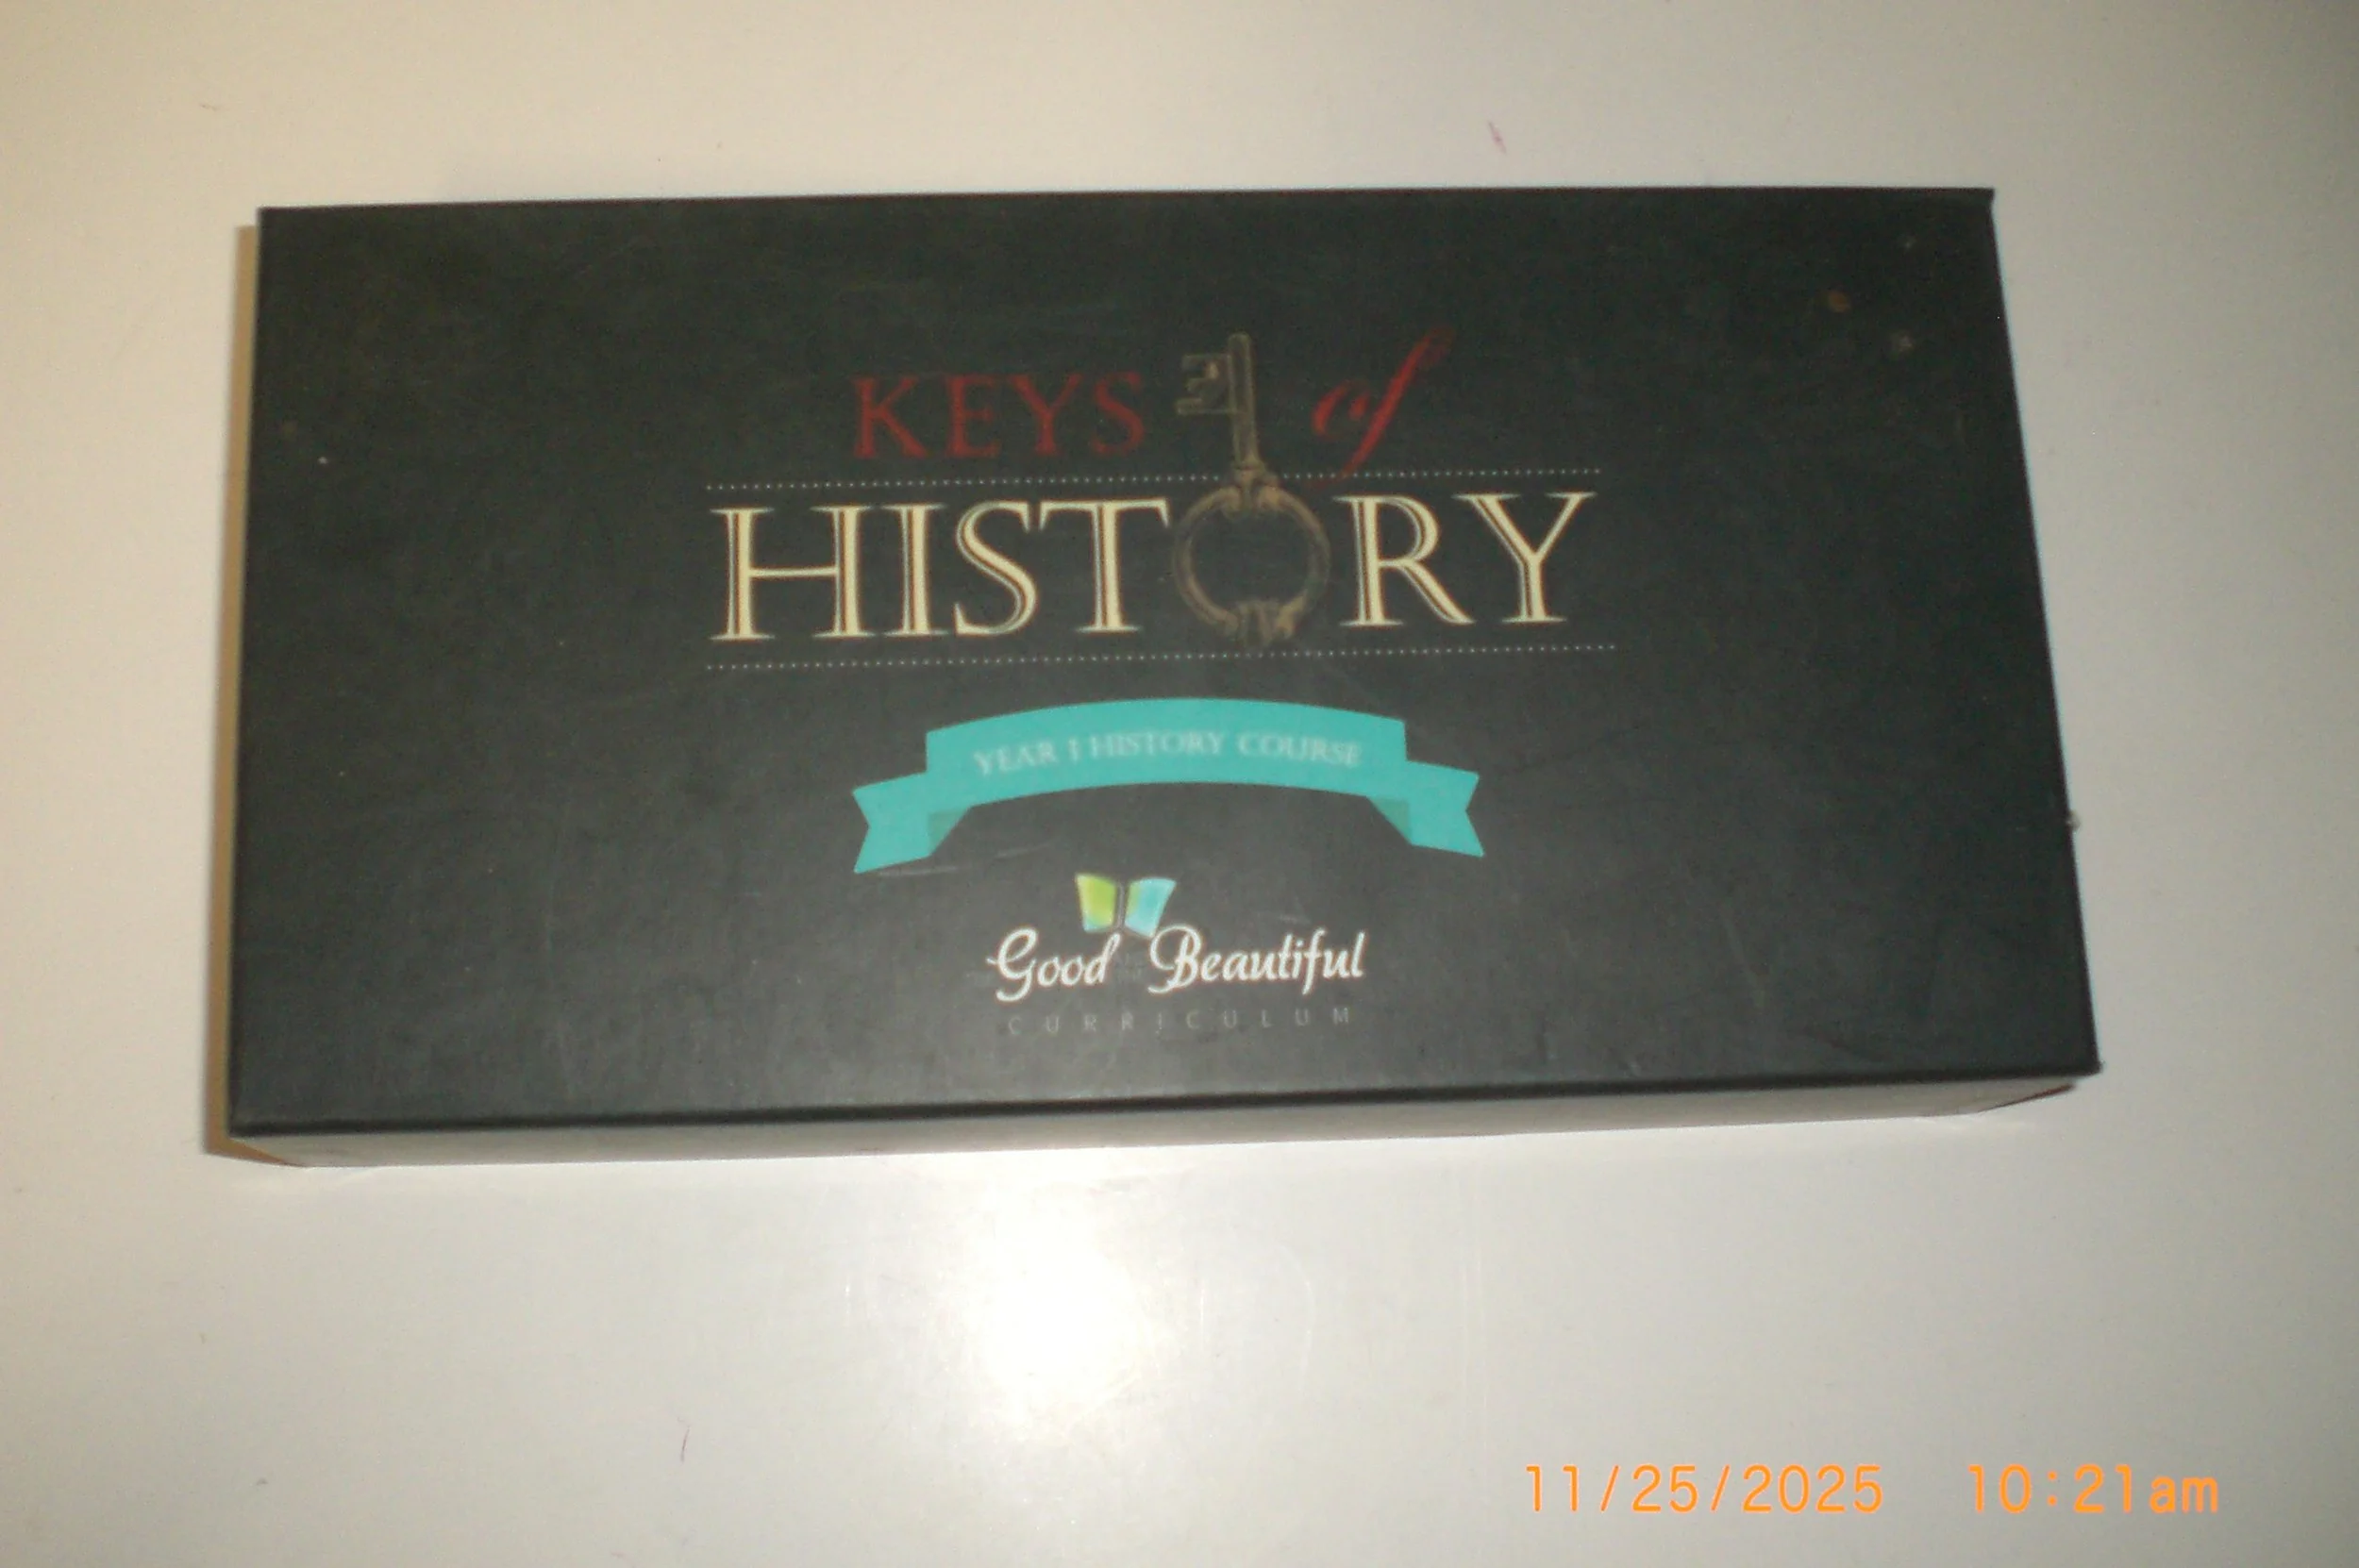 KEYS of
HISTORY
YEAR 1 HISTORY COURSE
Good Beautiful
CURRICULUM
11/25/2025 10:21am